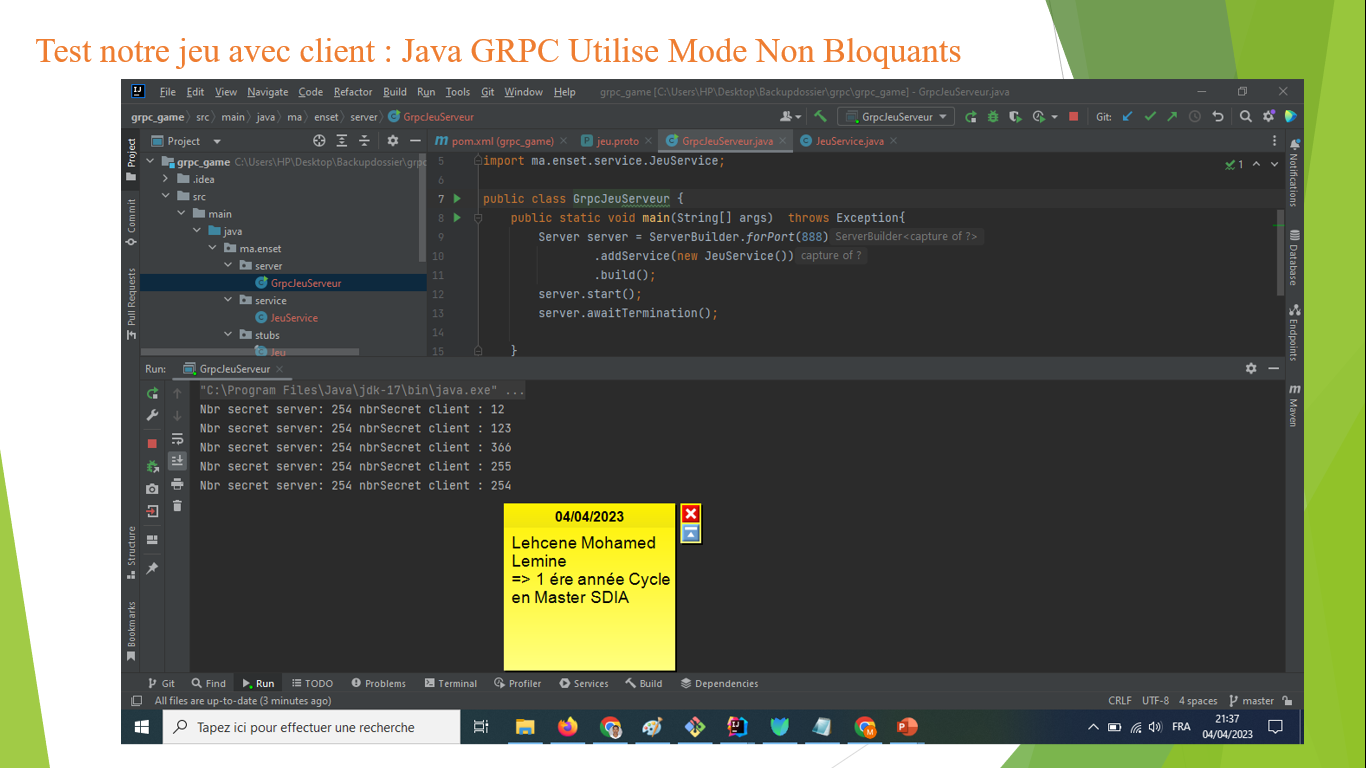 Test notre jeu avec client : Java GRPC Utilise Mode Non Bloquants
File Edit View Navigate Code Refactor Build Run Tools Git Window Help grpc_game [C:\Users\HP\Desktop\Backupdossier\grpc\grpc_game] - GrpcJeuServeur.java
grpc_game src main java ma enset server GrpcJeuServeur
GrpcJeuServeur Git:
Project
pom.xml (grpc_game) jeu.proto GrpcJeuServeur.java JeuService.java
grpc_game C:\Users\HP\Desktop\Backupdossier\grpc
.idea
src
main
java
ma.enset
server
GrpcJeuServeur
service
JeuService
stubs
Jeu
5 import ma.enset.service.JeuService;
6
7 public class GrpcJeuServeur {
8 public static void main(String[] args) throws Exception{
9 Server server = ServerBuilder.forPort(888) ServerBuilder<capture of ?>
10 .addService(new JeuService()) capture of ?
11 .build();
12 server.start();
13 server.awaitTermination();
14
15 }
1
Project
Commit
Pull Requests
Structure
Bookmarks
Notifications
Database
Endpoints
Maven
Run: GrpcJeuServeur
"C:\Program Files\Java\jdk-17\bin\java.exe" ...
Nbr secret server: 254 nbrSecret client : 12
Nbr secret server: 254 nbrSecret client : 123
Nbr secret server: 254 nbrSecret client : 366
Nbr secret server: 254 nbrSecret client : 255
Nbr secret server: 254 nbrSecret client : 254
04/04/2023
Lehcene Mohamed
Lemine
=> 1 ére année Cycle
en Master SDIA
Git Find Run TODO Problems Terminal Profiler Services Build Dependencies
All files are up-to-date (3 minutes ago) CRLF UTF-8 4 spaces master
Tapez ici pour effectuer une recherche
FRA
21:37
04/04/2023